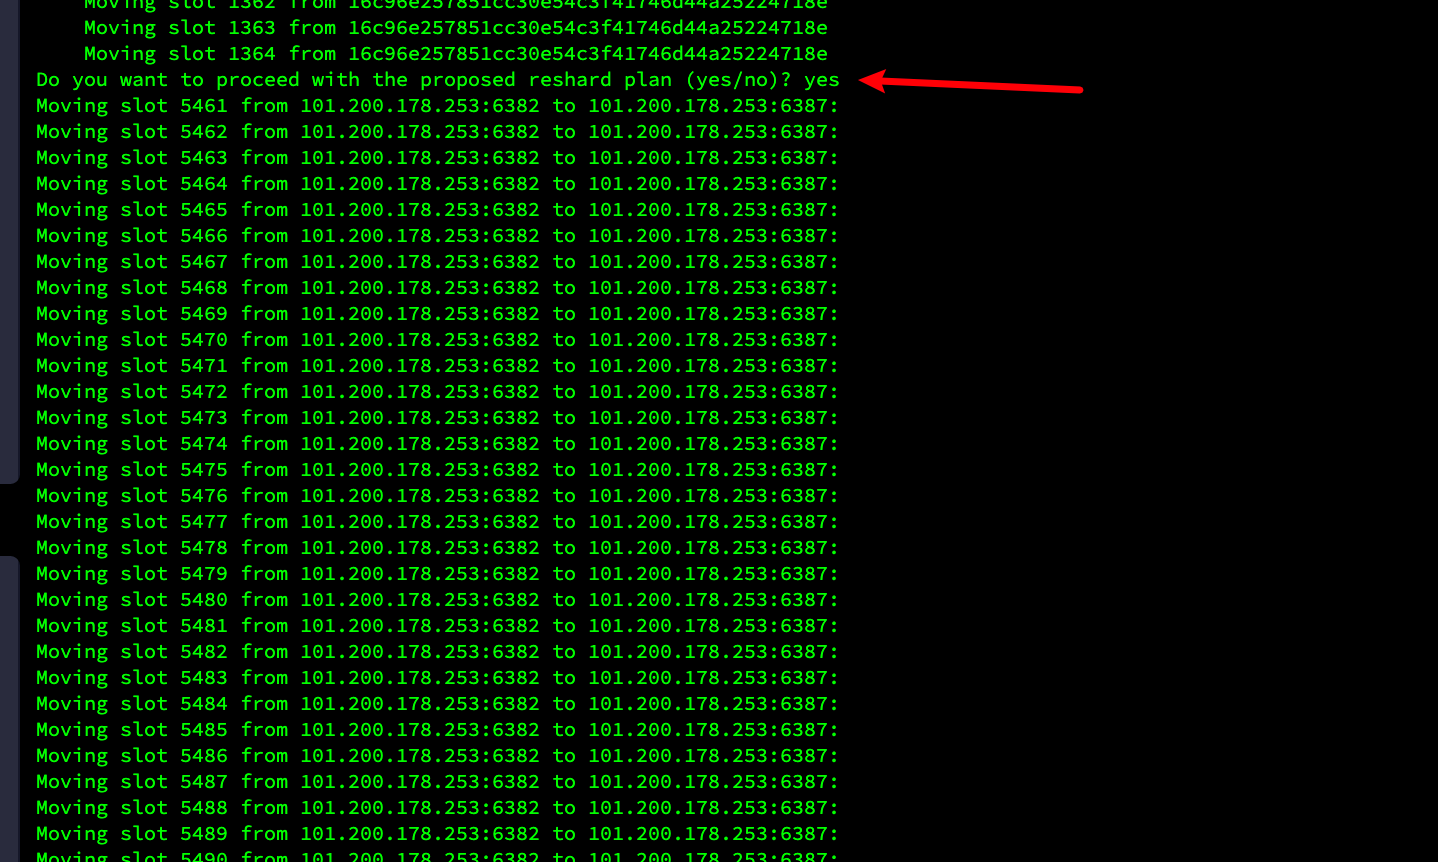 Moving slot 1362 from 16c96e257851cc30e54c3f41746d44a25224718e
    Moving slot 1363 from 16c96e257851cc30e54c3f41746d44a25224718e
    Moving slot 1364 from 16c96e257851cc30e54c3f41746d44a25224718e
Do you want to proceed with the proposed reshard plan (yes/no)? yes
Moving slot 5461 from 101.200.178.253:6382 to 101.200.178.253:6387:
Moving slot 5462 from 101.200.178.253:6382 to 101.200.178.253:6387:
Moving slot 5463 from 101.200.178.253:6382 to 101.200.178.253:6387:
Moving slot 5464 from 101.200.178.253:6382 to 101.200.178.253:6387:
Moving slot 5465 from 101.200.178.253:6382 to 101.200.178.253:6387:
Moving slot 5466 from 101.200.178.253:6382 to 101.200.178.253:6387:
Moving slot 5467 from 101.200.178.253:6382 to 101.200.178.253:6387:
Moving slot 5468 from 101.200.178.253:6382 to 101.200.178.253:6387:
Moving slot 5469 from 101.200.178.253:6382 to 101.200.178.253:6387:
Moving slot 5470 from 101.200.178.253:6382 to 101.200.178.253:6387:
Moving slot 5471 from 101.200.178.253:6382 to 101.200.178.253:6387:
Moving slot 5472 from 101.200.178.253:6382 to 101.200.178.253:6387:
Moving slot 5473 from 101.200.178.253:6382 to 101.200.178.253:6387:
Moving slot 5474 from 101.200.178.253:6382 to 101.200.178.253:6387:
Moving slot 5475 from 101.200.178.253:6382 to 101.200.178.253:6387:
Moving slot 5476 from 101.200.178.253:6382 to 101.200.178.253:6387:
Moving slot 5477 from 101.200.178.253:6382 to 101.200.178.253:6387:
Moving slot 5478 from 101.200.178.253:6382 to 101.200.178.253:6387:
Moving slot 5479 from 101.200.178.253:6382 to 101.200.178.253:6387:
Moving slot 5480 from 101.200.178.253:6382 to 101.200.178.253:6387:
Moving slot 5481 from 101.200.178.253:6382 to 101.200.178.253:6387:
Moving slot 5482 from 101.200.178.253:6382 to 101.200.178.253:6387:
Moving slot 5483 from 101.200.178.253:6382 to 101.200.178.253:6387:
Moving slot 5484 from 101.200.178.253:6382 to 101.200.178.253:6387:
Moving slot 5485 from 101.200.178.253:6382 to 101.200.178.253:6387:
Moving slot 5486 from 101.200.178.253:6382 to 101.200.178.253:6387:
Moving slot 5487 from 101.200.178.253:6382 to 101.200.178.253:6387:
Moving slot 5488 from 101.200.178.253:6382 to 101.200.178.253:6387:
Moving slot 5489 from 101.200.178.253:6382 to 101.200.178.253:6387:
Moving slot 5490 from 101.200.178.253:6382 to 101.200.178.253:6387: